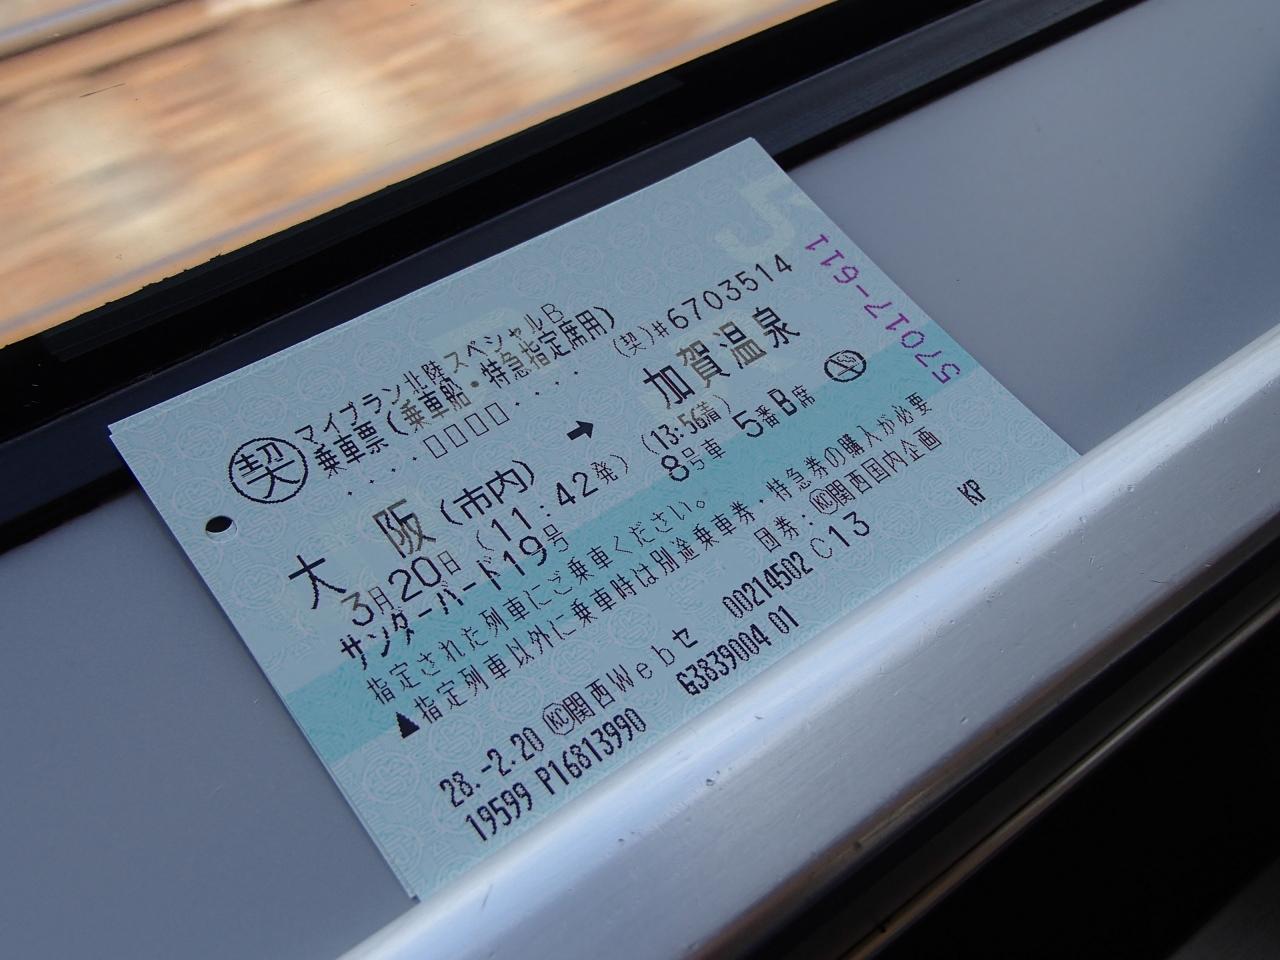 契 マイプラン北陸スペシャルB
乗車票(乗車船・特急指定席用)
・・・・□□□□・・・・ (契)#6703514
大 阪(市内) → 加賀温泉
3月20日 (11:42発) (13:56着)
サンダーバード19号 8号車 5番B席
指定された列車にご乗車ください。
▲指定列車以外に乗車時は別途乗車券・特急券の購入が必要
団券:KC関西国内企画
28.-2.20 KC関西Webセ 00214502 C13 KP
19599 P16813990 G3839004 01
57017-611